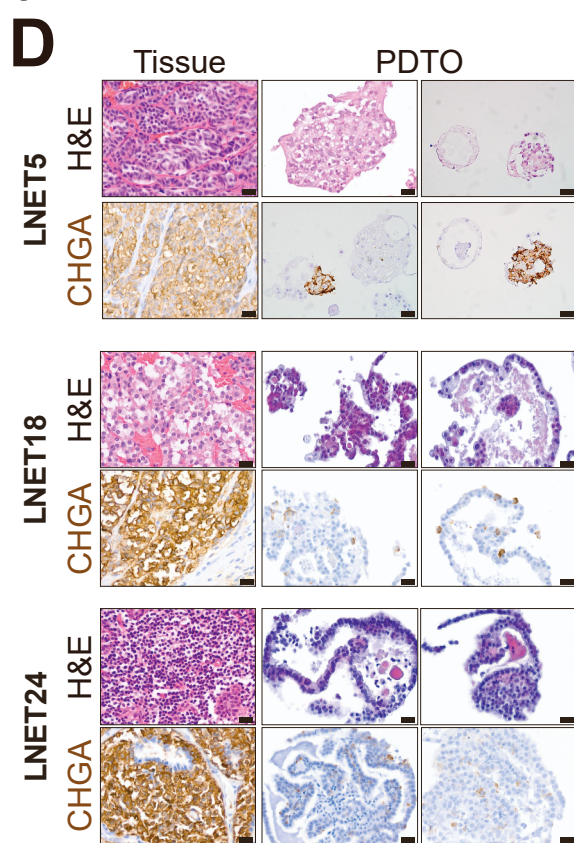 D
Tissue
PDTO
LNET5
H&E
CHGA
LNET18
H&E
CHGA
LNET24
H&E
CHGA